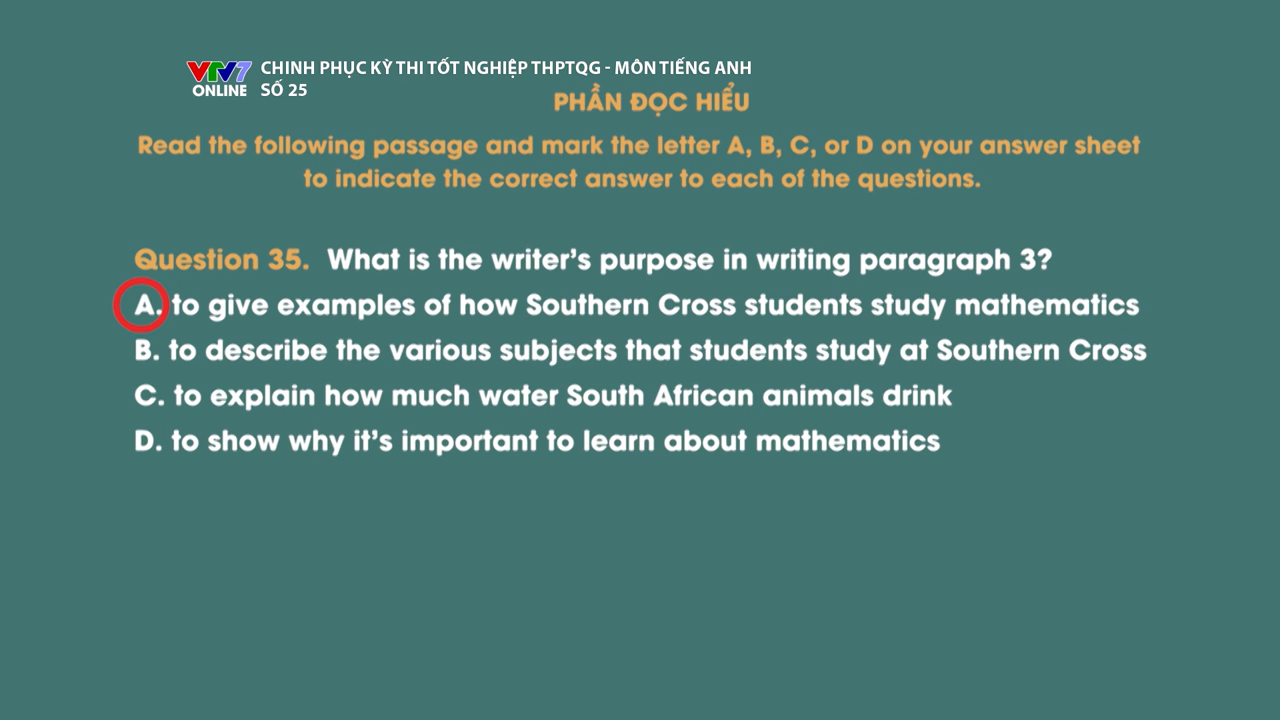 VTV7
ONLINE
CHINH PHỤC KỲ THI TỐT NGHIỆP THPTQG - MÔN TIẾNG ANH
SỐ 25
PHẦN ĐỌC HIỂU
Read the following passage and mark the letter A, B, C, or D on your answer sheet
to indicate the correct answer to each of the questions.
Question 35. What is the writer's purpose in writing paragraph 3?
A. to give examples of how Southern Cross students study mathematics
B. to describe the various subjects that students study at Southern Cross
C. to explain how much water South African animals drink
D. to show why it's important to learn about mathematics